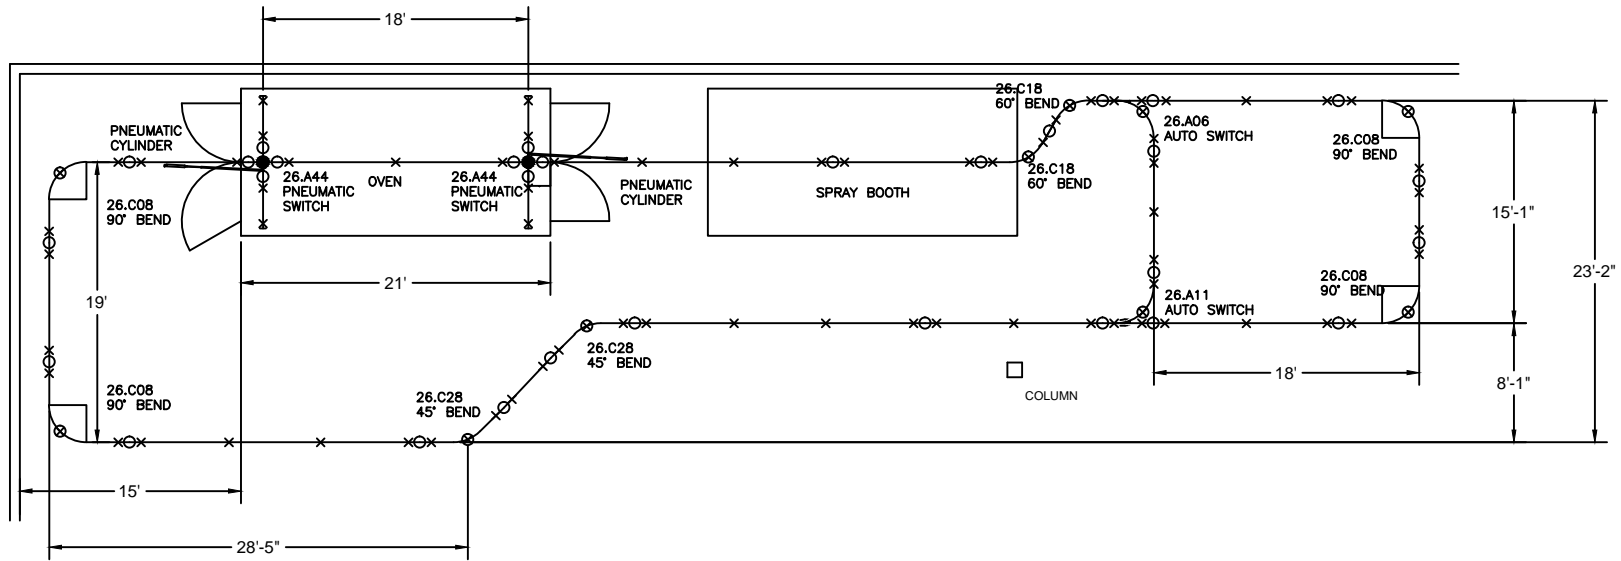 18'
26.C18
60° BEND
26.A06
AUTO SWITCH
26.C08
90° BEND
PNEUMATIC
CYLINDER
26.A44
PNEUMATIC
SWITCH
OVEN
26.A44
PNEUMATIC
SWITCH
PNEUMATIC
CYLINDER
SPRAY BOOTH
26.C18
60° BEND
26.C08
90° BEND
15'-1"
23'-2"
19'
21'
26.C08
90° BEND
26.A11
AUTO SWITCH
26.C28
45° BEND
18'
8'-1"
26.C08
90° BEND
26.C28
45° BEND
COLUMN
15'
28'-5"